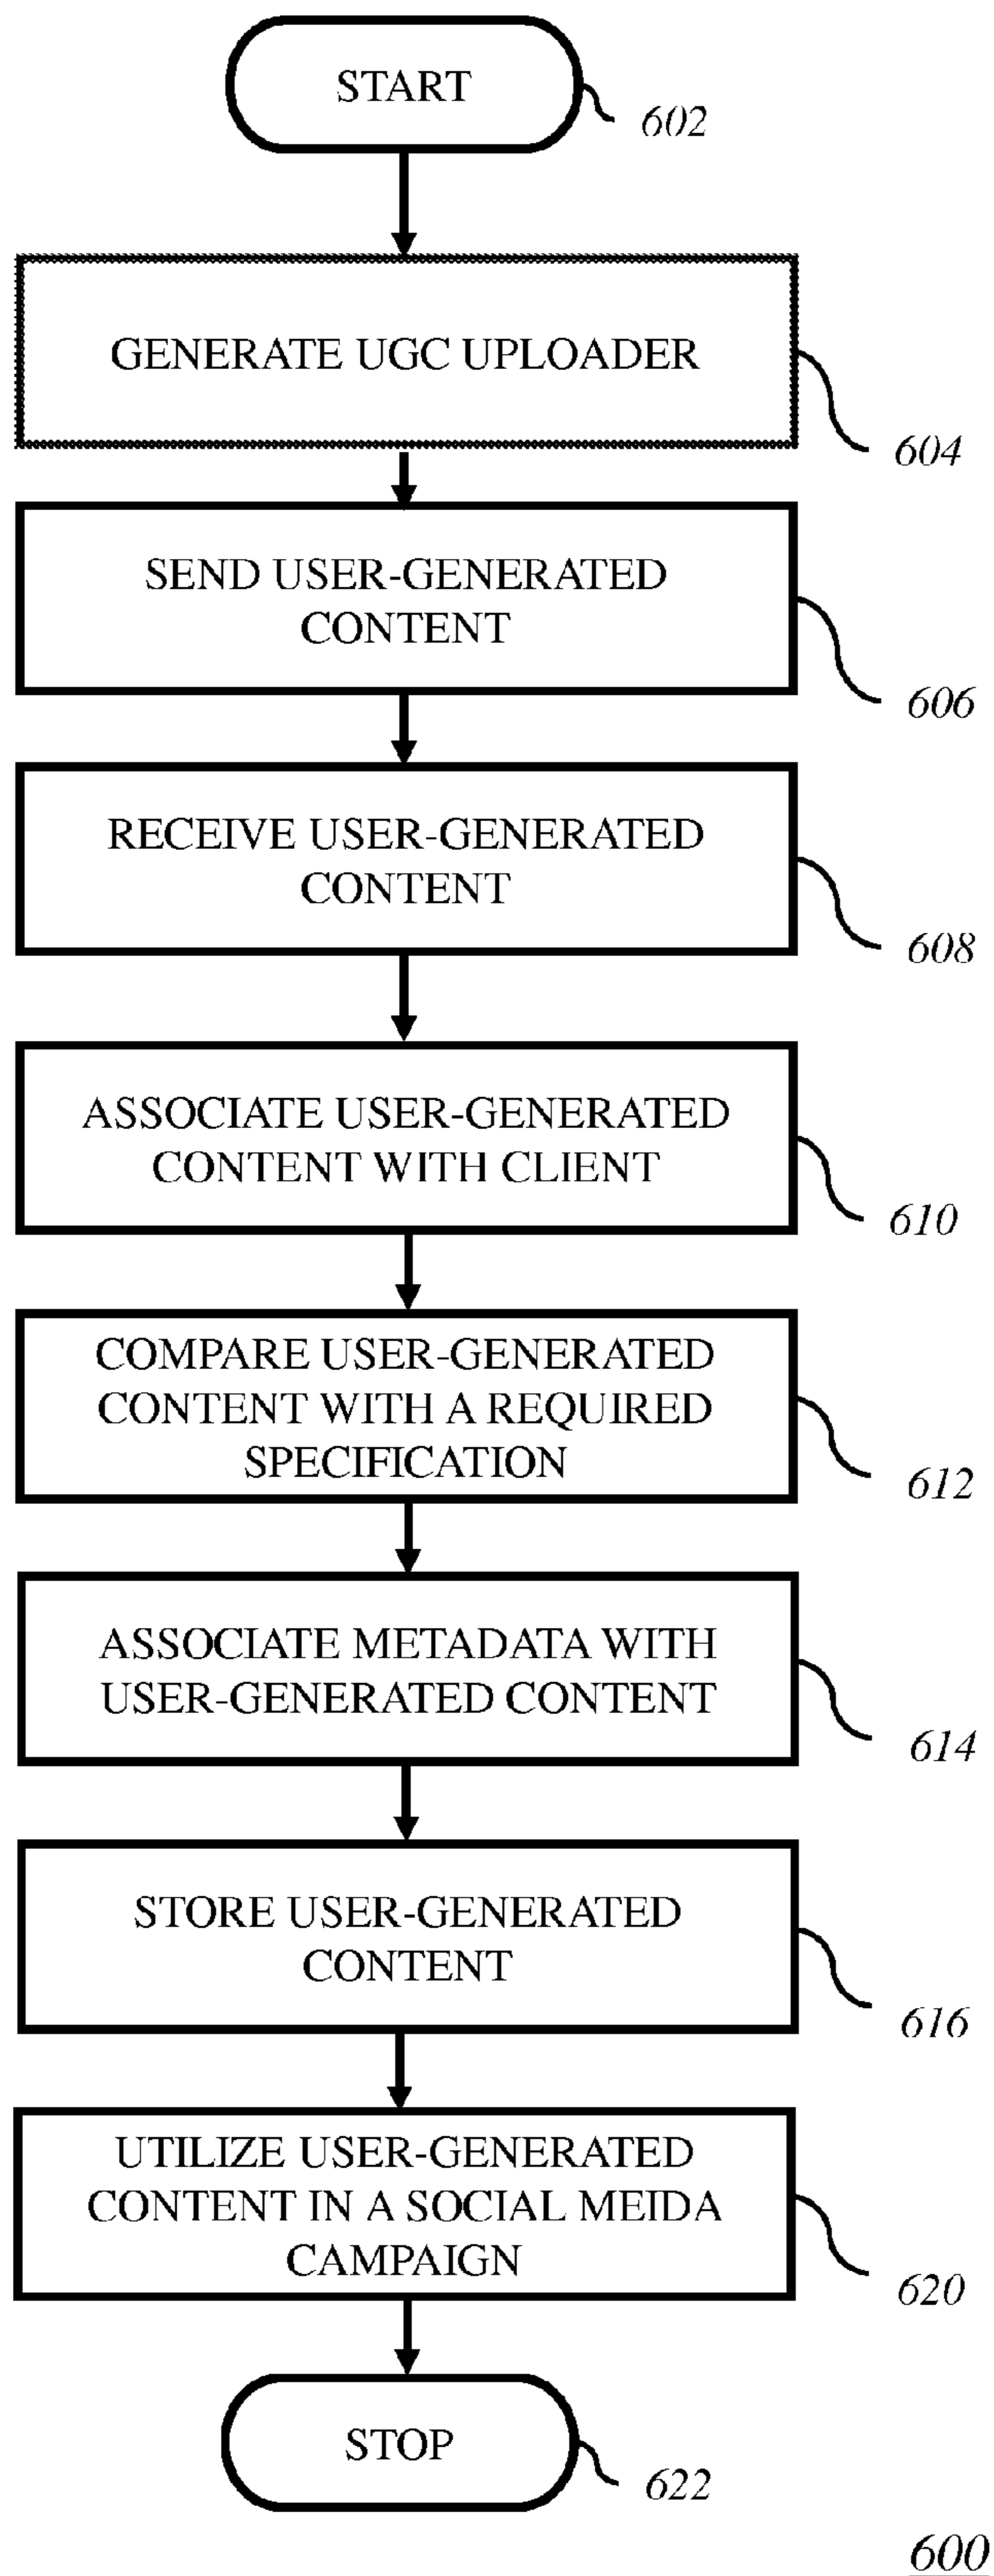 START
602
GENERATE UGC UPLOADER
604
SEND USER-GENERATED
CONTENT
606
RECEIVE USER-GENERATED
CONTENT
608
ASSOCIATE USER-GENERATED
CONTENT WITH CLIENT
610
COMPARE USER-GENERATED
CONTENT WITH A REQUIRED
SPECIFICATION
612
ASSOCIATE METADATA WITH
USER-GENERATED CONTENT
614
STORE USER-GENERATED
CONTENT
616
UTILIZE USER-GENERATED
CONTENT IN A SOCIAL MEIDA
CAMPAIGN
620
STOP
622
600